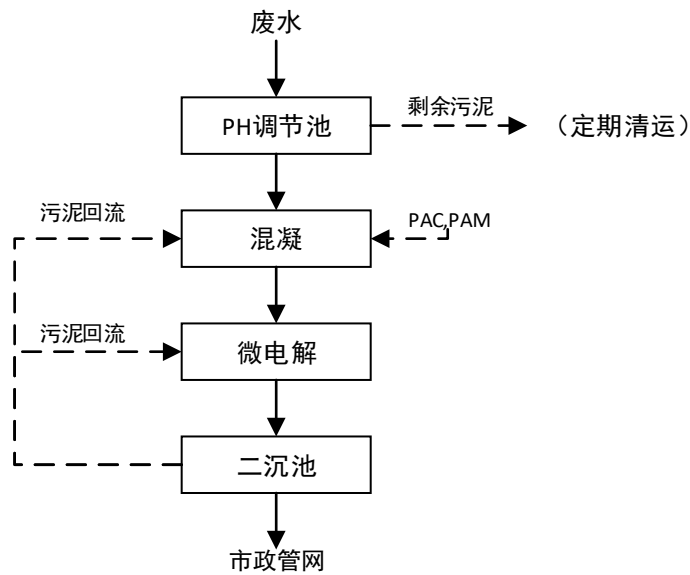 废水
PH调节池
剩余污泥
（定期清运）
污泥回流
混凝
PAC,PAM
污泥回流
微电解
二沉池
市政管网